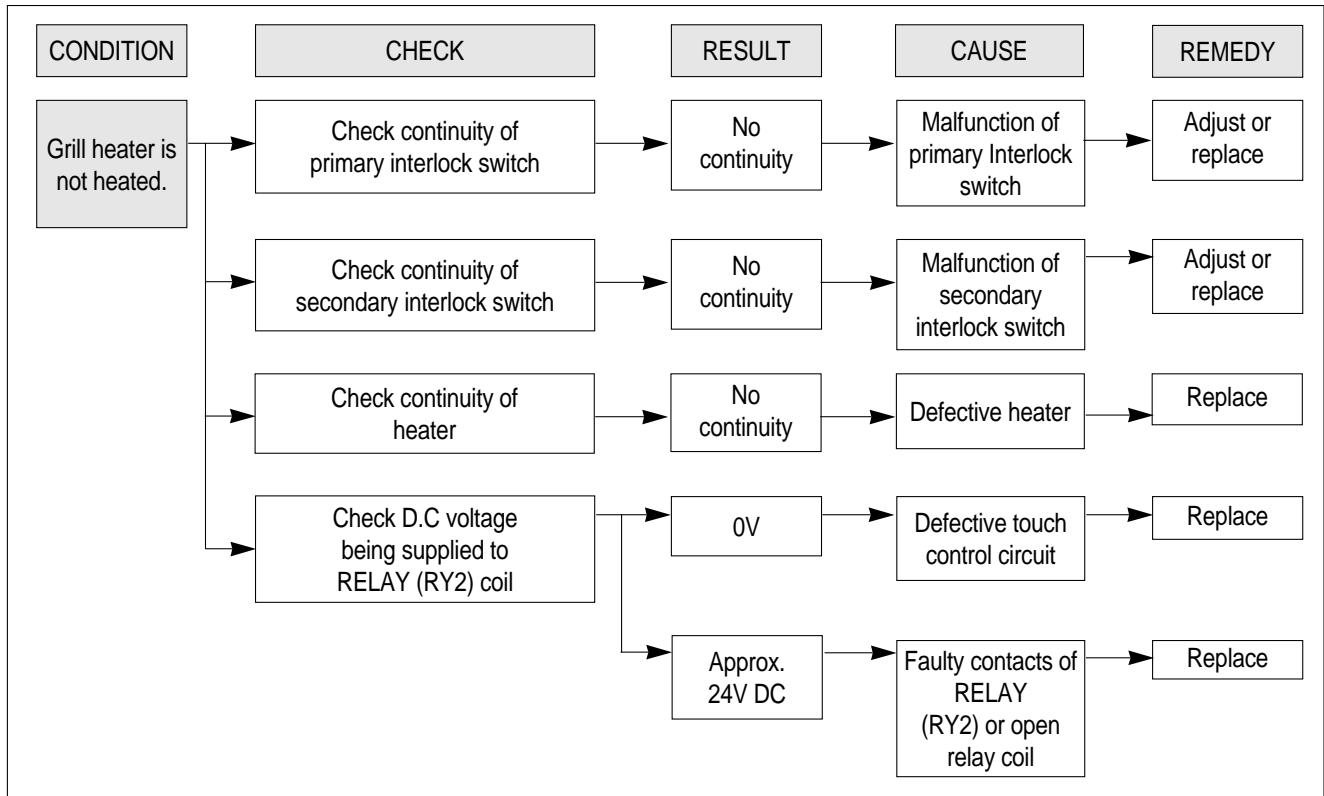 CONDITION
CHECK
RESULT
CAUSE
REMEDY
Grill heater is
not heated.
Check continuity of
primary interlock switch
No
continuity
Malfunction of
primary Interlock
switch
Adjust or
replace
Check continuity of
secondary interlock switch
No
continuity
Malfunction of
secondary
interlock switch
Adjust or
replace
Check continuity of
heater
No
continuity
Defective heater
Replace
Check D.C voltage
being supplied to
RELAY (RY2) coil
0V
Defective touch
control circuit
Replace
Approx.
24V DC
Faulty contacts of
RELAY
(RY2) or open
relay coil
Replace